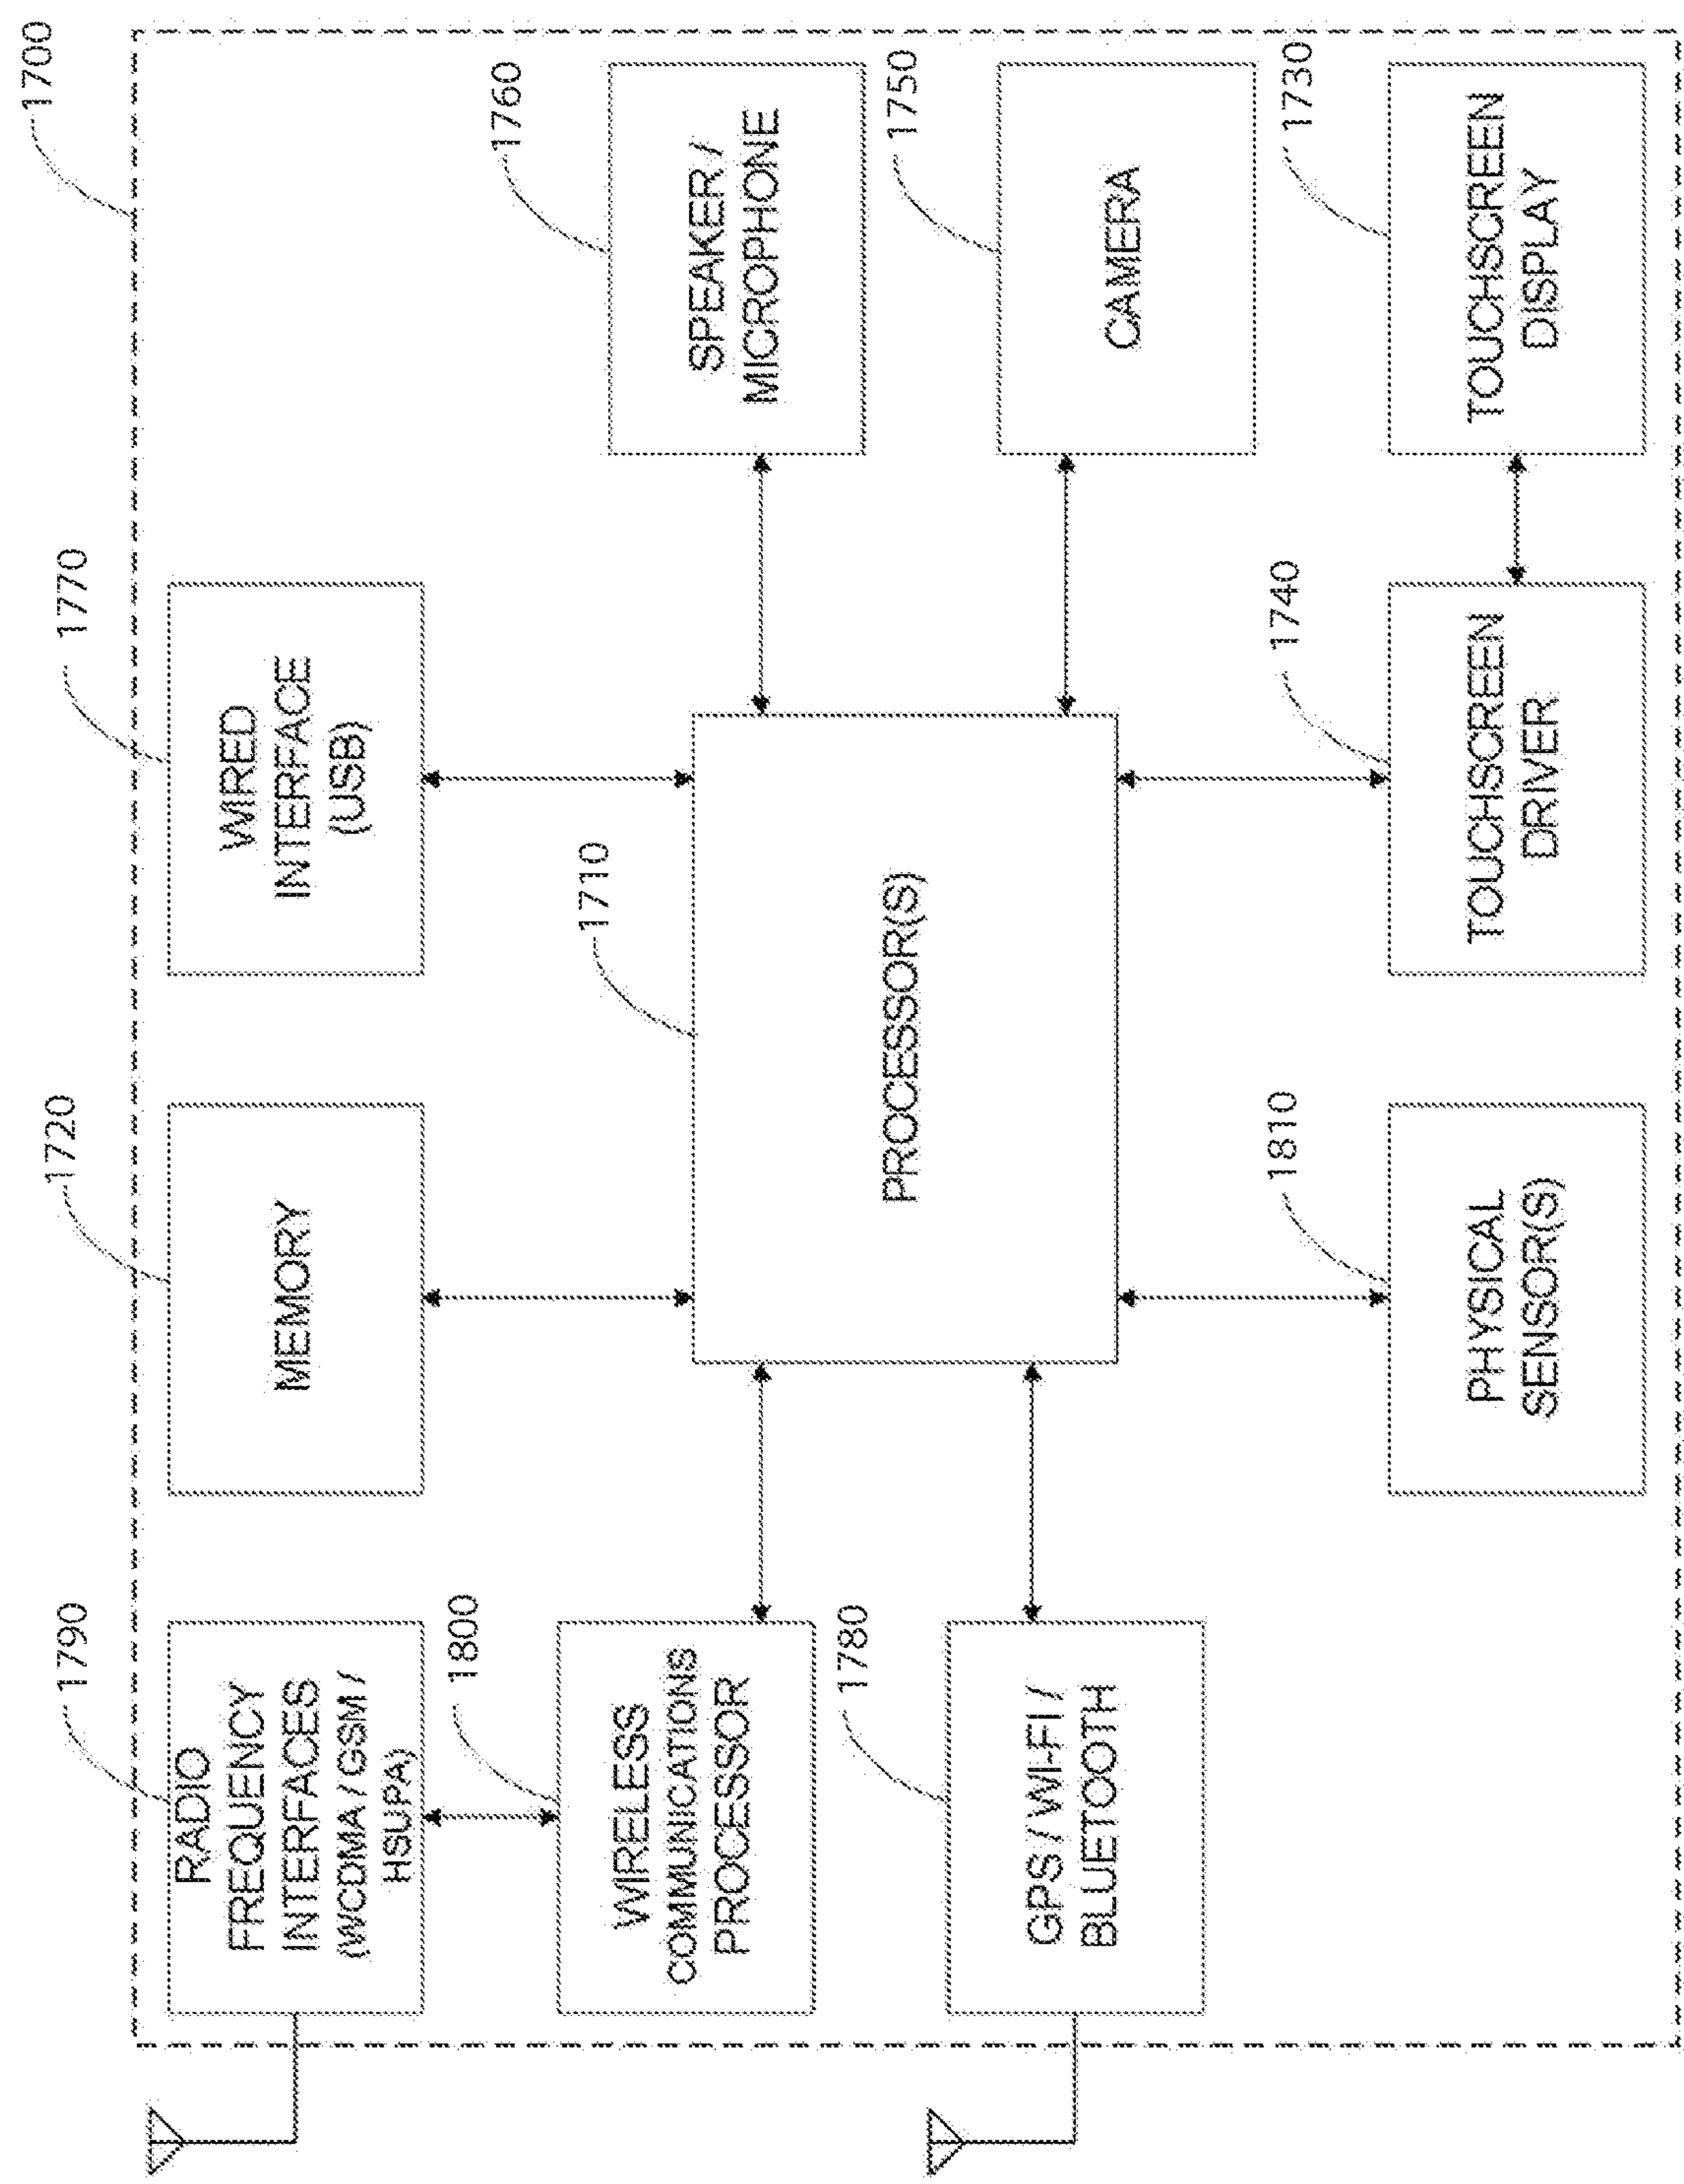 1700
1790
RADIO
FREQUENCY
INTERFACES
(WCDMA / GSM /
HSUPA)
1720
MEMORY
1770
WIRED
INTERFACE
(USB)
1800
WIRELESS
COMMUNICATIONS
PROCESSOR
1710
PROCESSOR(S)
1760
SPEAKER /
MICROPHONE
1780
GPS / WI-FI /
BLUETOOTH
1750
CAMERA
1810
PHYSICAL
SENSOR(S)
1740
TOUCHSCREEN
DRIVER
1730
TOUCHSCREEN
DISPLAY